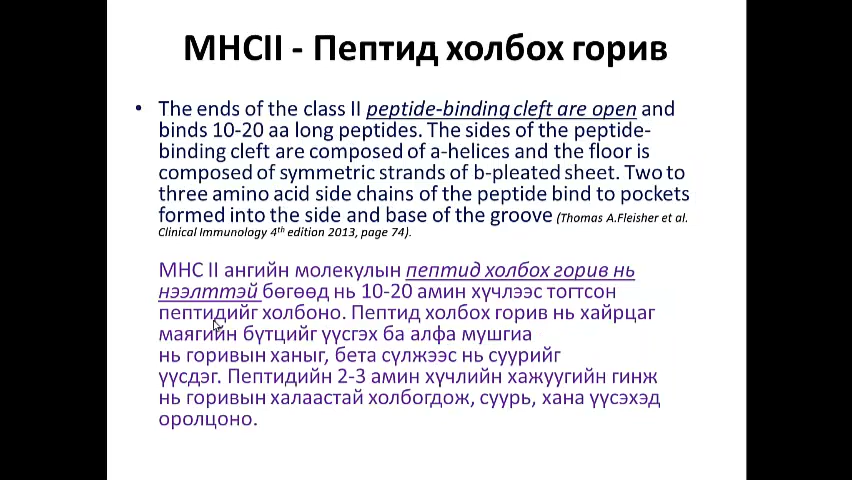 MHCII - Пептид холбох горив
• The ends of the class II peptide-binding cleft are open and
binds 10-20 aa long peptides. The sides of the peptide-
binding cleft are composed of a-helices and the floor is
composed of symmetric strands of b-pleated sheet. Two to
three amino acid side chains of the peptide bind to pockets
formed into the side and base of the groove (Thomas A.Fleisher et al.
Clinical Immunology 4th edition 2013, page 74).
МНС II ангийн молекулын пептид холбох горив нь
нээлттэй бөгөөд нь 10-20 амин хүчлээс тогтсон
пептидийг холбоно. Пептид холбох горив нь хайрцаг
маягийн бүтцийг үүсгэх ба алфа мушгиа
нь горивын ханыг, бета сүлжээс нь суурийг
үүсдэг. Пептидийн 2-3 амин хүчлийн хажуугийн гинж
нь горивын халаастай холбогдож, суурь, хана үүсэхэд
оролцоно.